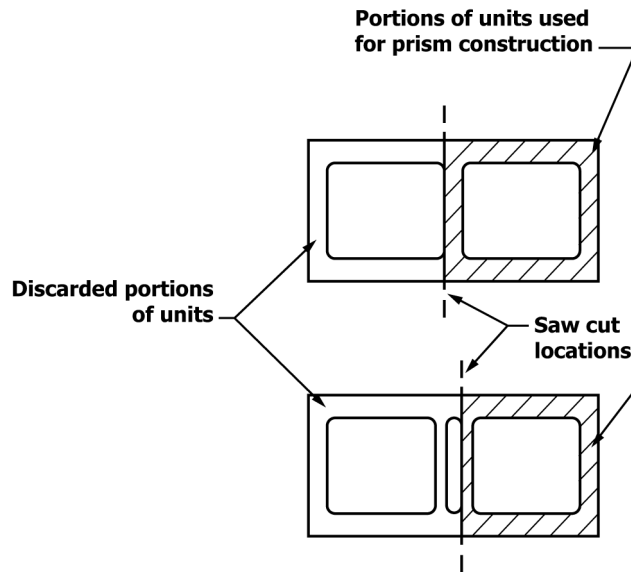 Portions of units used
for prism construction
Discarded portions
of units
Saw cut
locations